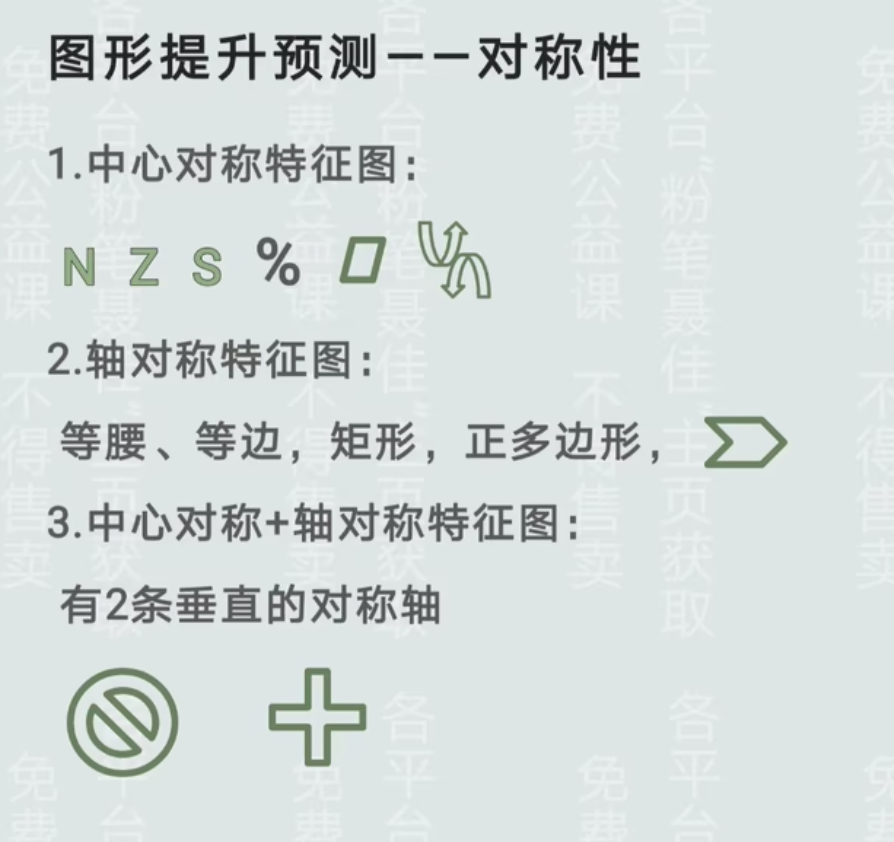 图形提升预测——对称性
1.中心对称特征图：
N Z S %
2.轴对称特征图：
等腰、等边，矩形，正多边形，
3.中心对称+轴对称特征图：
有2条垂直的对称轴
各平台“粉笔聂佳”主页获取
免费公益课 不得售卖